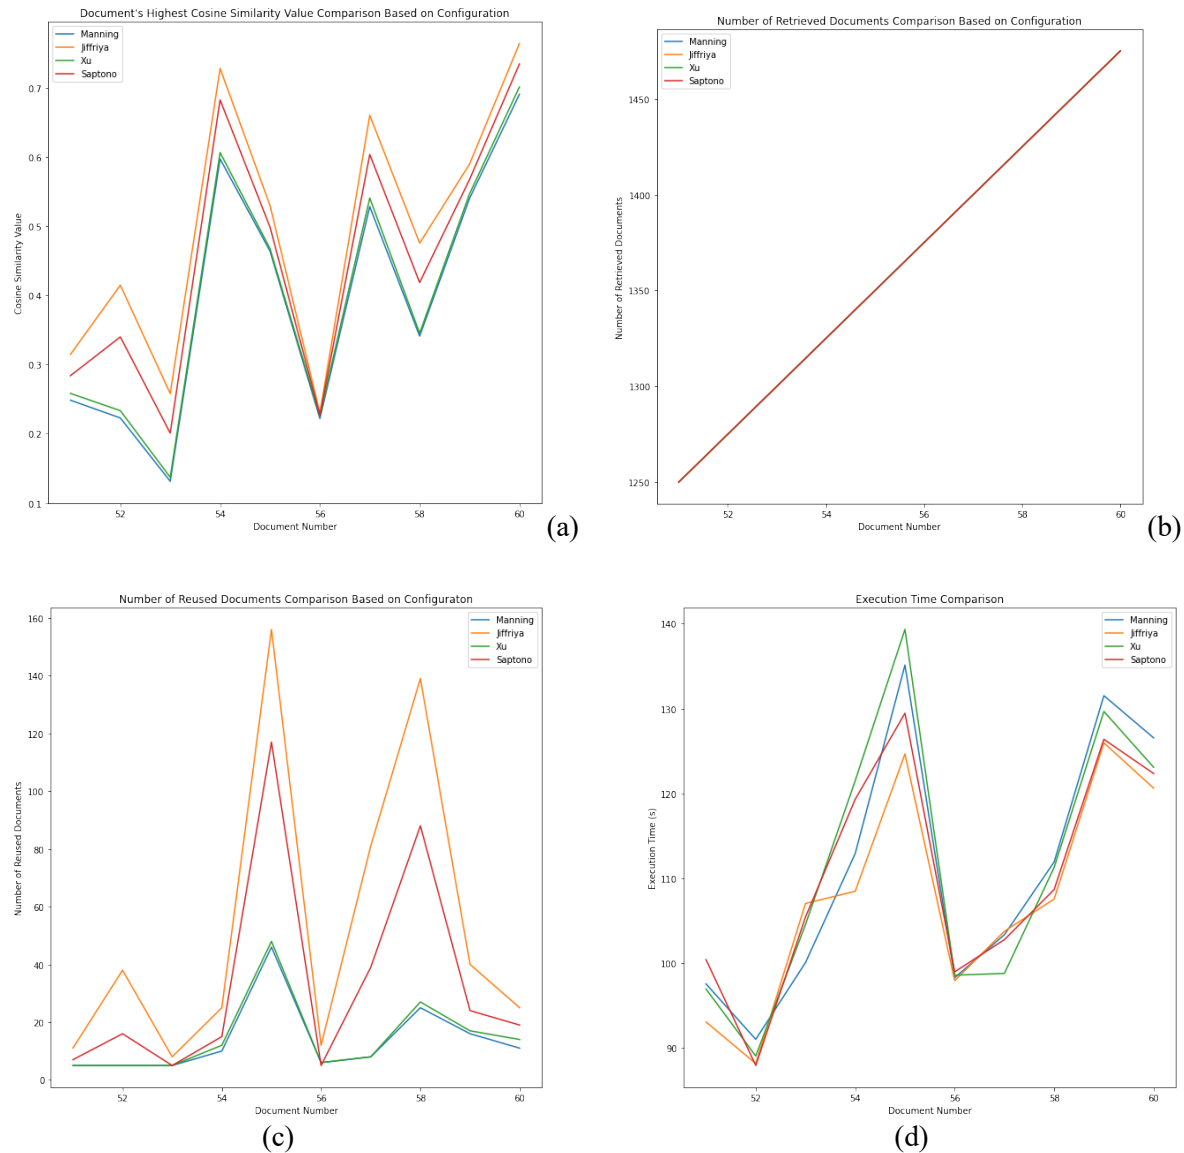 Document's Highest Cosine Similarity Value Comparison Based on Configuration
Manning
Jiffriya
Xu
Saptono
0.7
0.6
0.5
0.4
0.3
0.2
0.1
Cosine Similarity Value
52
54
56
58
60
Document Number
(a)
Number of Retrieved Documents Comparison Based on Configuration
Manning
Jiffriya
Xu
Saptono
1450
1400
1350
1300
1250
Number of Retrieved Documents
52
54
56
58
60
Document Number
(b)
Number of Reused Documents Comparison Based on Configuraton
Manning
Jiffriya
Xu
Saptono
160
140
120
100
80
60
40
20
0
Number of Reused Documents
52
54
56
58
60
Document Number
(c)
Execution Time Comparison
Manning
Jiffriya
Xu
Saptono
140
130
120
110
100
90
Execution Time (s)
52
54
56
58
60
Document Number
(d)